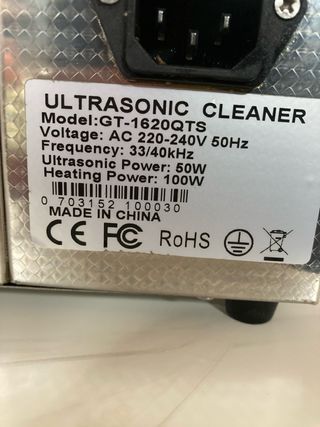 ULTRASONIC CLEANER
Model:GT-1620QTS
Voltage: AC 220-240V 50Hz
Frequency: 33/40kHz
Ultrasonic Power: 50W
Heating Power: 100W
0 703152 100030
MADE IN CHINA
CE FC RoHS